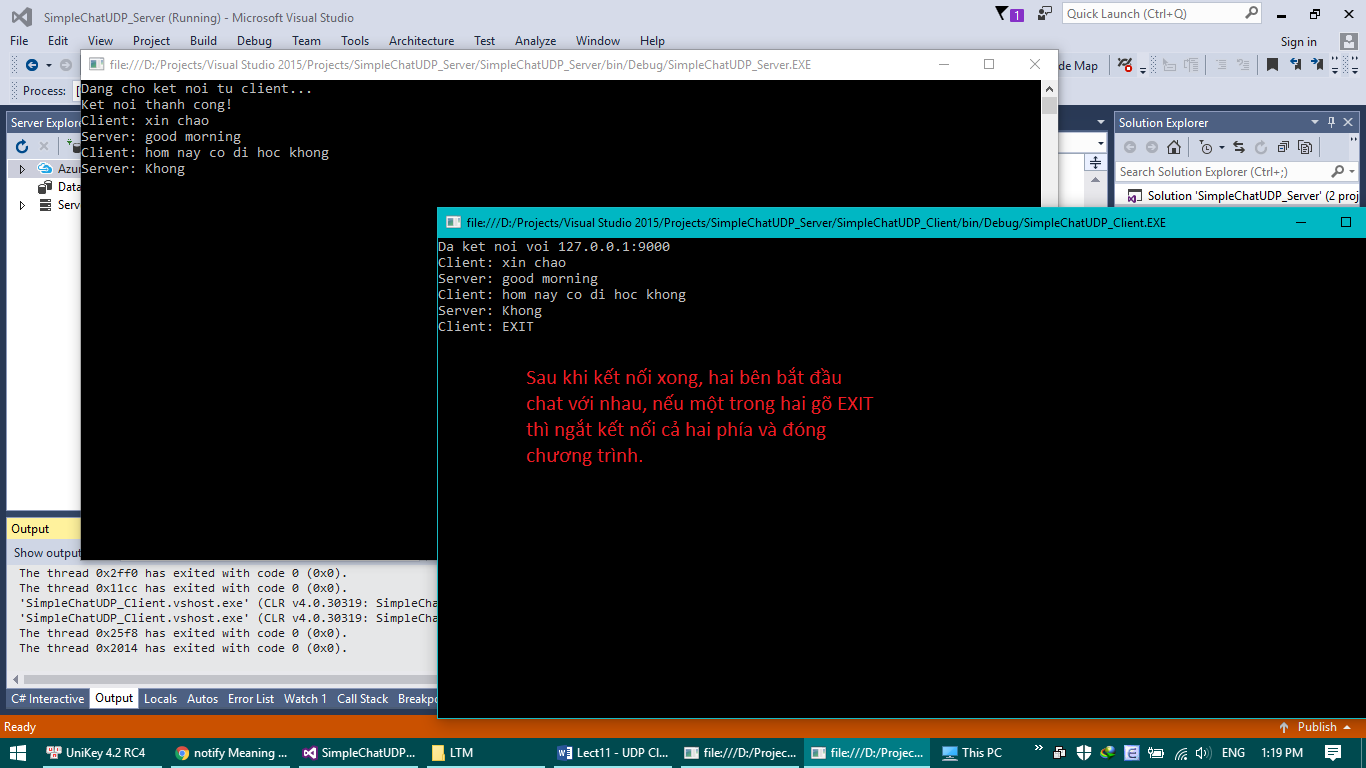 SimpleChatUDP_Server (Running) - Microsoft Visual Studio
1
Quick Launch (Ctrl+Q)
File Edit View Project Build Debug Team Tools Architecture Test Analyze Window Help
Sign in
file:///D:/Projects/Visual Studio 2015/Projects/SimpleChatUDP_Server/SimpleChatUDP_Server/bin/Debug/SimpleChatUDP_Server.EXE
de Map
Process:
Dang cho ket noi tu client...
Ket noi thanh cong!
Client: xin chao
Server: good morning
Client: hom nay co di hoc khong
Server: Khong
Server Explore
Azu
Data
Serv
Solution Explorer
Search Solution Explorer (Ctrl+;)
Solution 'SimpleChatUDP_Server' (2 proj
file:///D:/Projects/Visual Studio 2015/Projects/SimpleChatUDP_Server/SimpleChatUDP_Client/bin/Debug/SimpleChatUDP_Client.EXE
Da ket noi voi 127.0.0.1:9000
Client: xin chao
Server: good morning
Client: hom nay co di hoc khong
Server: Khong
Client: EXIT
Sau khi kết nối xong, hai bên bắt đầu
chat với nhau, nếu một trong hai gõ EXIT
thì ngắt kết nối cả hai phía và đóng
chương trình.
Output
Show outpu
The thread 0x2ff0 has exited with code 0 (0x0).
The thread 0x11cc has exited with code 0 (0x0).
'SimpleChatUDP_Client.vshost.exe' (CLR v4.0.30319: SimpleCha
'SimpleChatUDP_Client.vshost.exe' (CLR v4.0.30319: SimpleCha
The thread 0x25f8 has exited with code 0 (0x0).
The thread 0x2014 has exited with code 0 (0x0).
C# Interactive Output Locals Autos Error List Watch 1 Call Stack Breakpo
Ready
Publish
UniKey 4.2 RC4 notify Meaning ... SimpleChatUDP... LTM Lect11 - UDP Cl... file:///D:/Projec... file:///D:/Projec... This PC ENG 1:19 PM